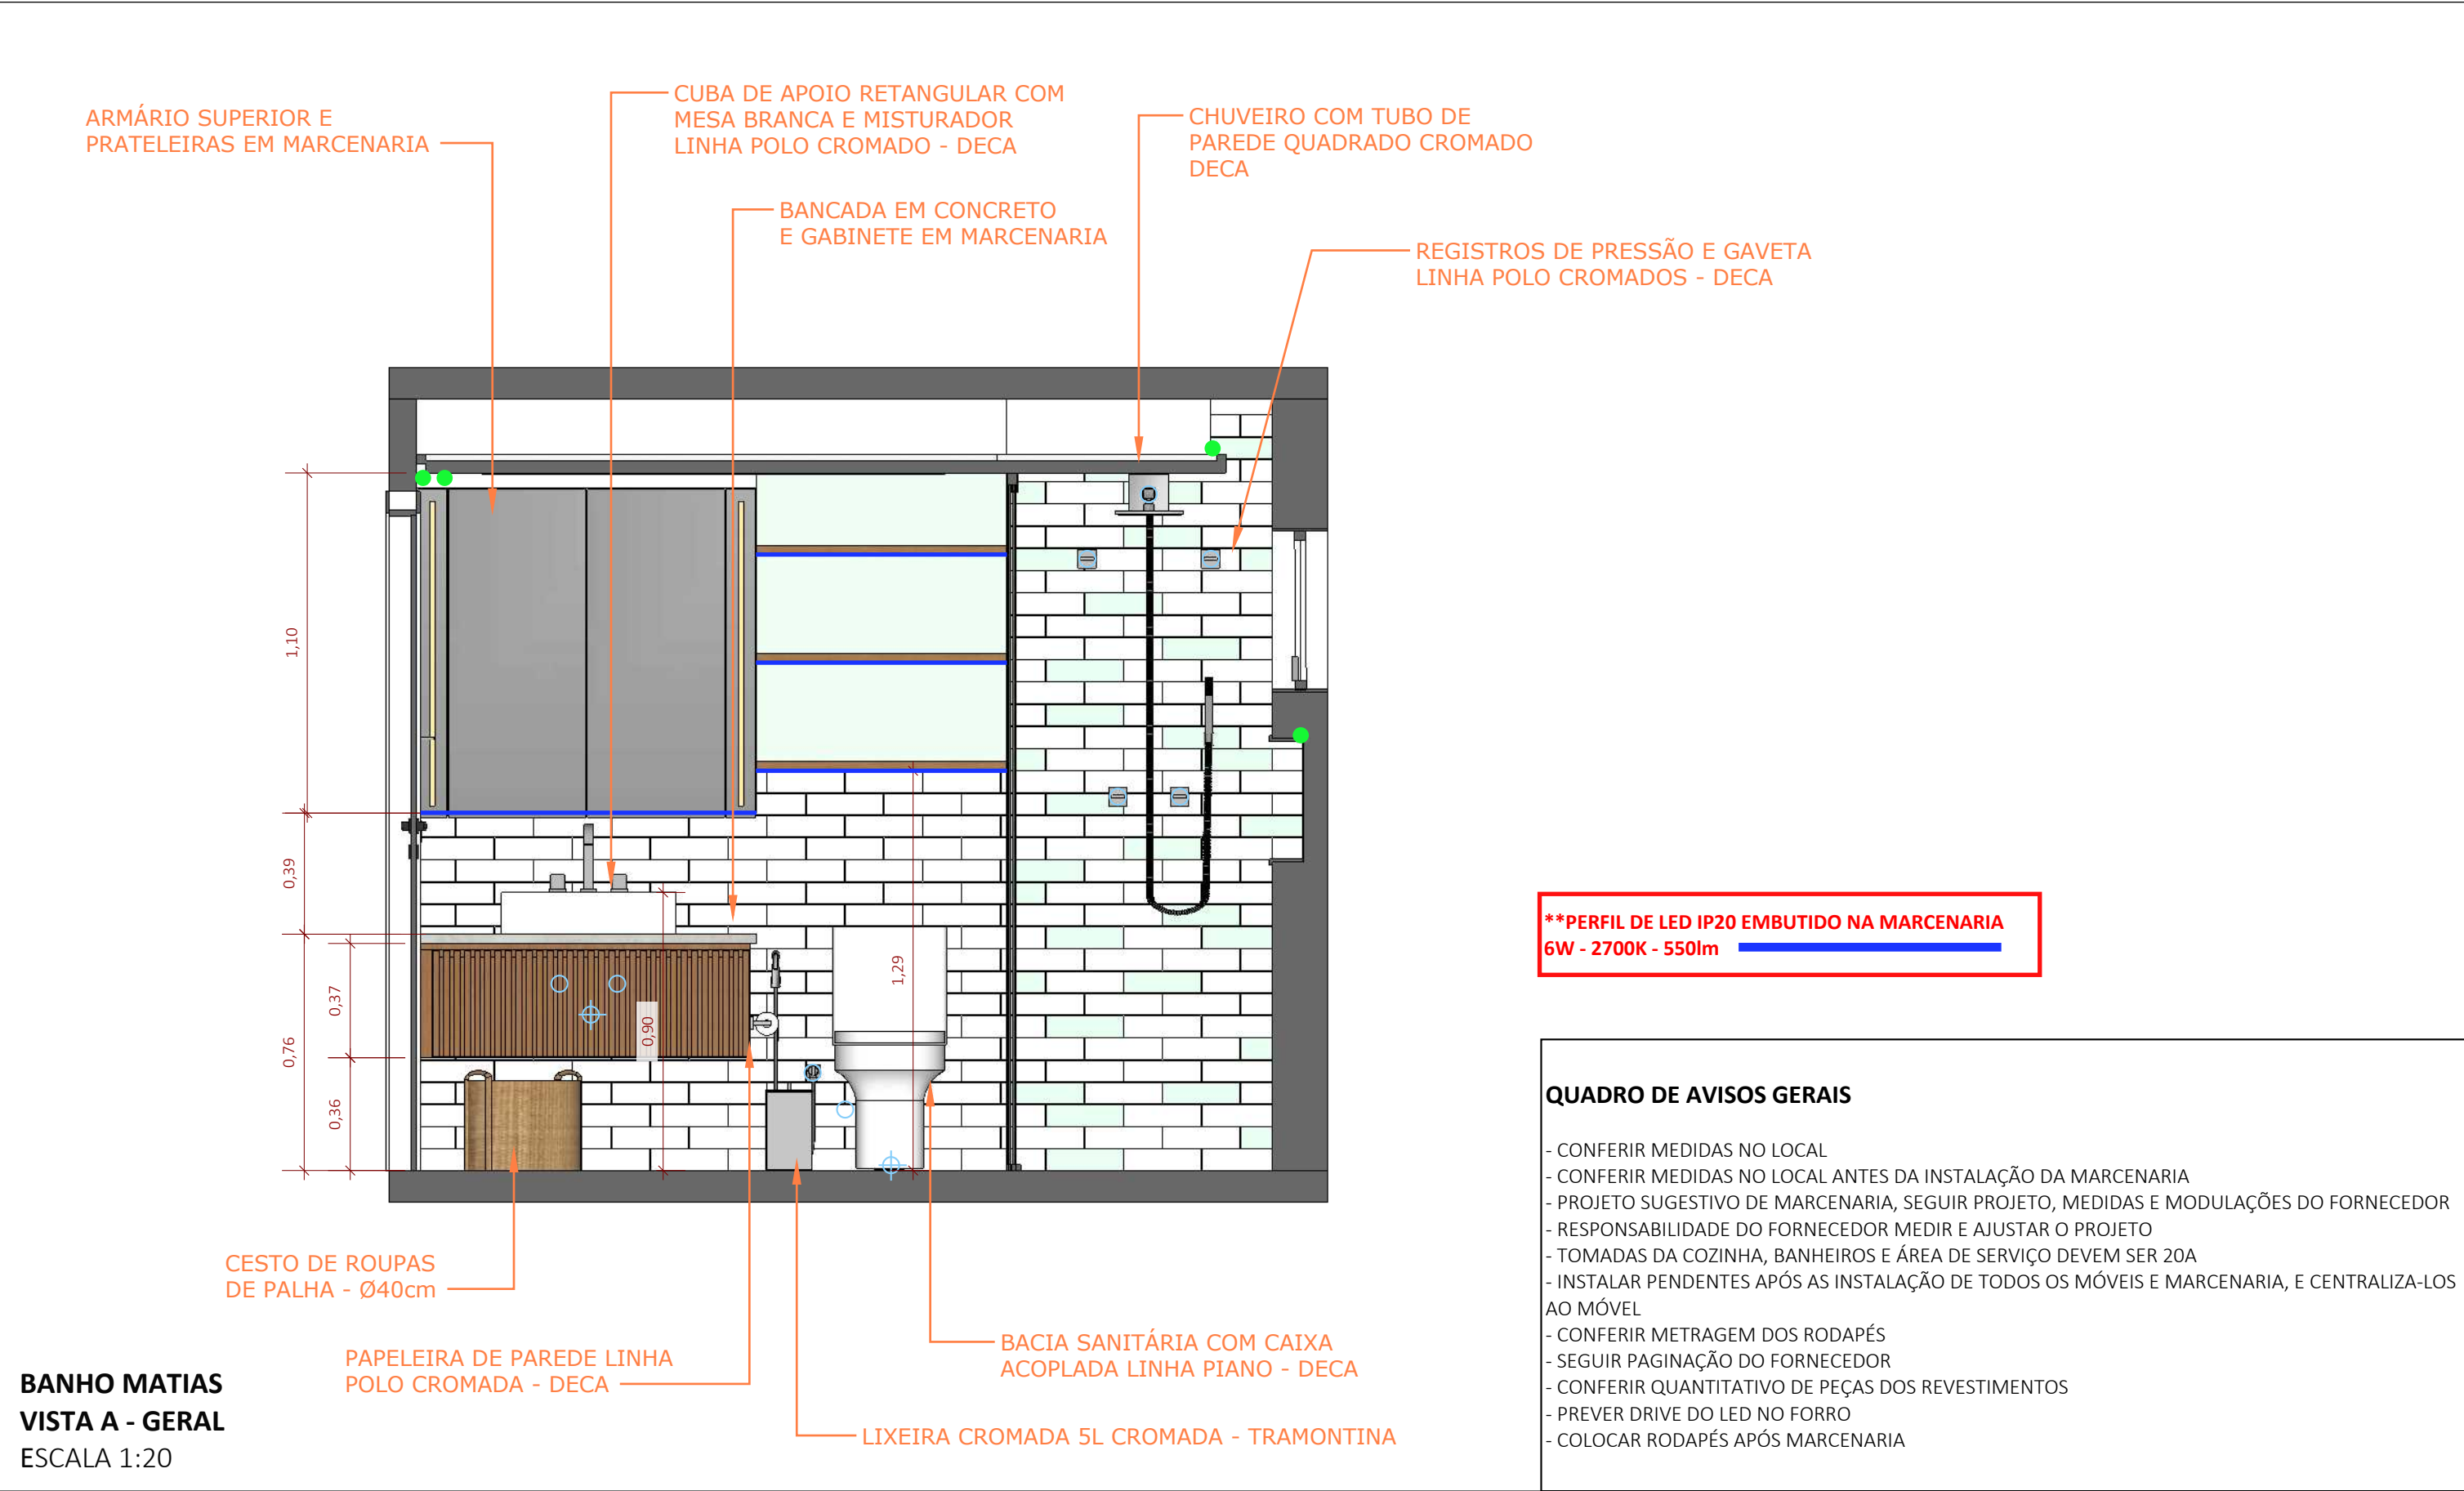 ARMÁRIO SUPERIOR E
PRATELEIRAS EM MARCENARIA
CUBA DE APOIO RETANGULAR COM
MESA BRANCA E MISTURADOR
LINHA POLO CROMADO - DECA
CHUVEIRO COM TUBO DE
PAREDE QUADRADO CROMADO
DECA
BANCADA EM CONCRETO
E GABINETE EM MARCENARIA
REGISTROS DE PRESSÃO E GAVETA
LINHA POLO CROMADOS - DECA
1,10
0,39
0,76
0,37
0,36
0,90
1,29
**PERFIL DE LED IP20 EMBUTIDO NA MARCENARIA
6W - 2700K - 550lm
QUADRO DE AVISOS GERAIS
- CONFERIR MEDIDAS NO LOCAL
- CONFERIR MEDIDAS NO LOCAL ANTES DA INSTALAÇÃO DA MARCENARIA
- PROJETO SUGESTIVO DE MARCENARIA, SEGUIR PROJETO, MEDIDAS E MODULAÇÕES DO FORNECEDOR
- RESPONSABILIDADE DO FORNECEDOR MEDIR E AJUSTAR O PROJETO
- TOMADAS DA COZINHA, BANHEIROS E ÁREA DE SERVIÇO DEVEM SER 20A
- INSTALAR PENDENTES APÓS AS INSTALAÇÃO DE TODOS OS MÓVEIS E MARCENARIA, E CENTRALIZA-LOS
AO MÓVEL
- CONFERIR METRAGEM DOS RODAPÉS
- SEGUIR PAGINAÇÃO DO FORNECEDOR
- CONFERIR QUANTITATIVO DE PEÇAS DOS REVESTIMENTOS
- PREVER DRIVE DO LED NO FORRO
- COLOCAR RODAPÉS APÓS MARCENARIA
CESTO DE ROUPAS
DE PALHA - Ø40cm
PAPELEIRA DE PAREDE LINHA
POLO CROMADA - DECA
BACIA SANITÁRIA COM CAIXA
ACOPLADA LINHA PIANO - DECA
LIXEIRA CROMADA 5L CROMADA - TRAMONTINA
BANHO MATIAS
VISTA A - GERAL
ESCALA 1:20